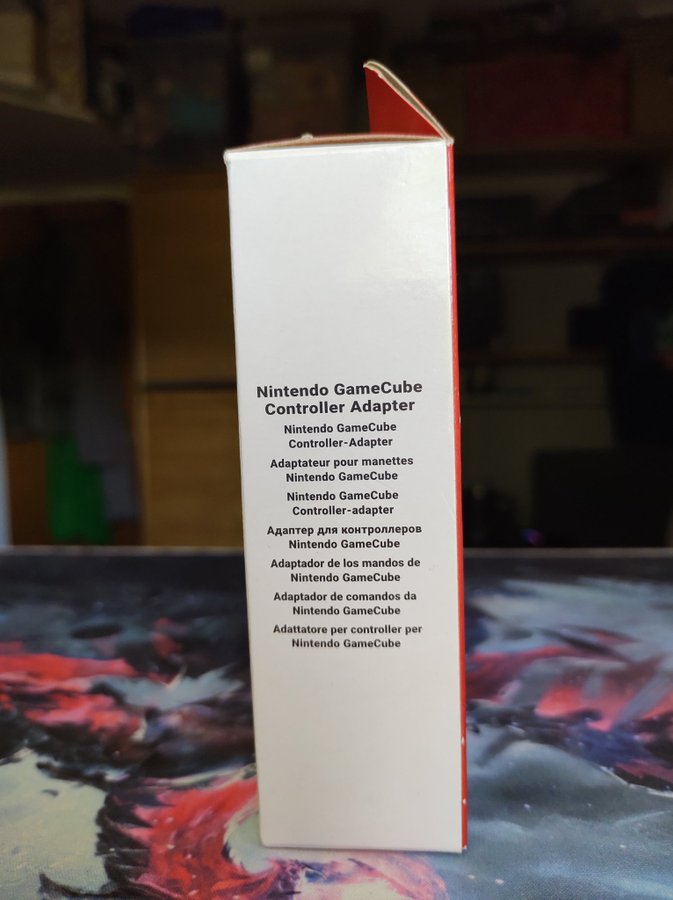 Nintendo GameCube
Controller Adapter
Nintendo GameCube
Controller-Adapter
Adaptateur pour manettes
Nintendo GameCube
Nintendo GameCube
Controller-adapter
Адаптер для контроллеров
Nintendo GameCube
Adaptador de los mandos de
Nintendo GameCube
Adaptador de comandos da
Nintendo GameCube
Adattatore per controller per
Nintendo GameCube